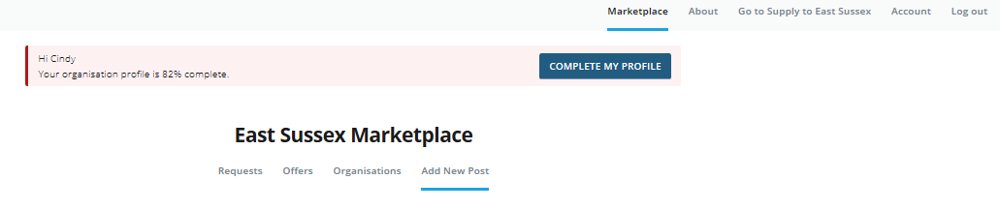 Marketplace About Go to Supply to East Sussex Account Log out
Hi Cindy
Your organisation profile is 82% complete.
COMPLETE MY PROFILE
East Sussex Marketplace
Requests Offers Organisations Add New Post